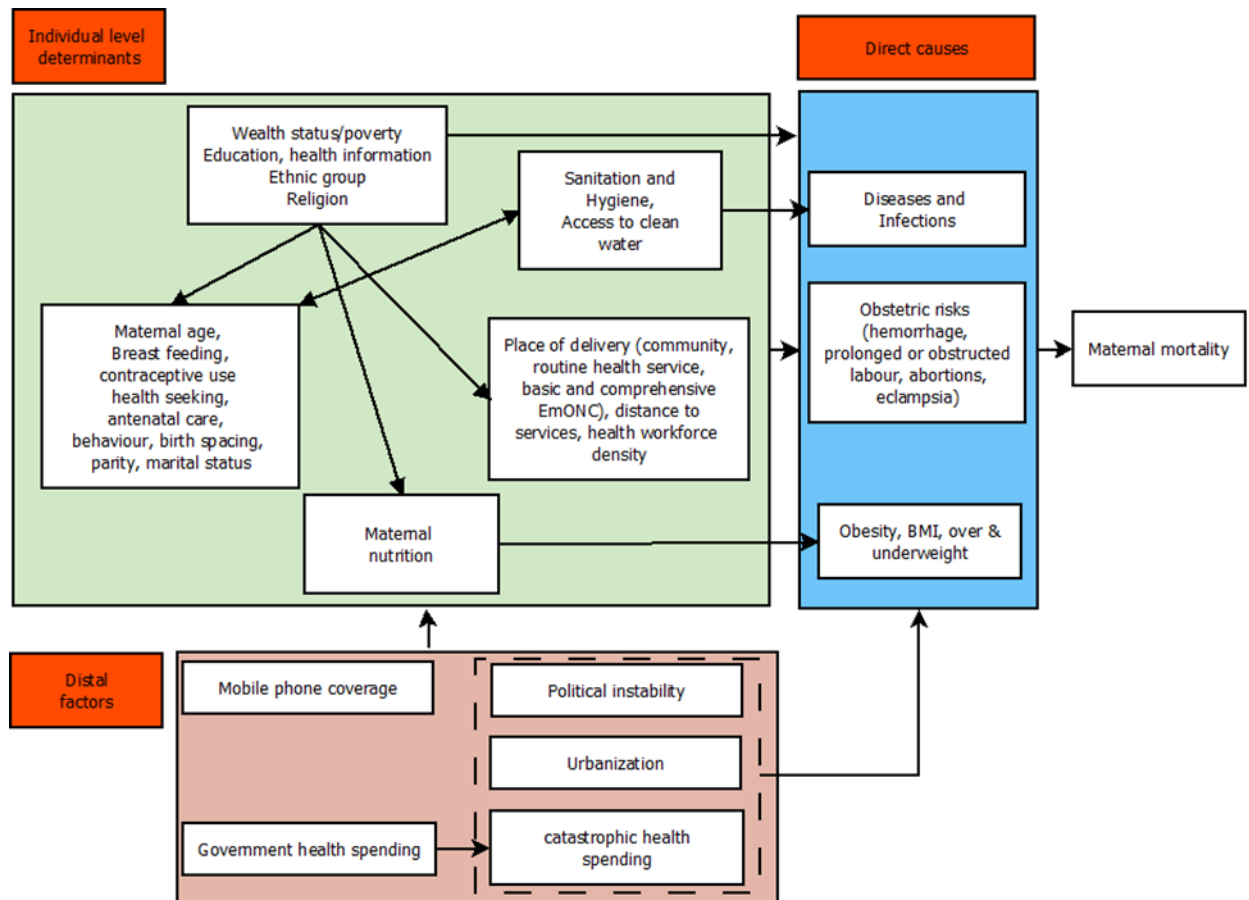 Individual level
determinants
Direct causes
Wealth status/poverty
Education, health information
Ethnic group
Religion
Sanitation and
Hygiene,
Access to clean
water
Diseases and
Infections
Maternal age,
Breast feeding,
contraceptive use
health seeking,
antenatal care,
behaviour, birth spacing,
parity, marital status
Place of delivery (community,
routine health service,
basic and comprehensive
EmONC), distance to
services, health workforce
density
Obstetric risks
(hemorrhage,
prolonged or obstructed
labour, abortions,
eclampsia)
Maternal mortality
Maternal
nutrition
Obesity, BMI, over &
underweight
Distal
factors
Mobile phone coverage
Political instability
Urbanization
Government health spending
catastrophic health
spending